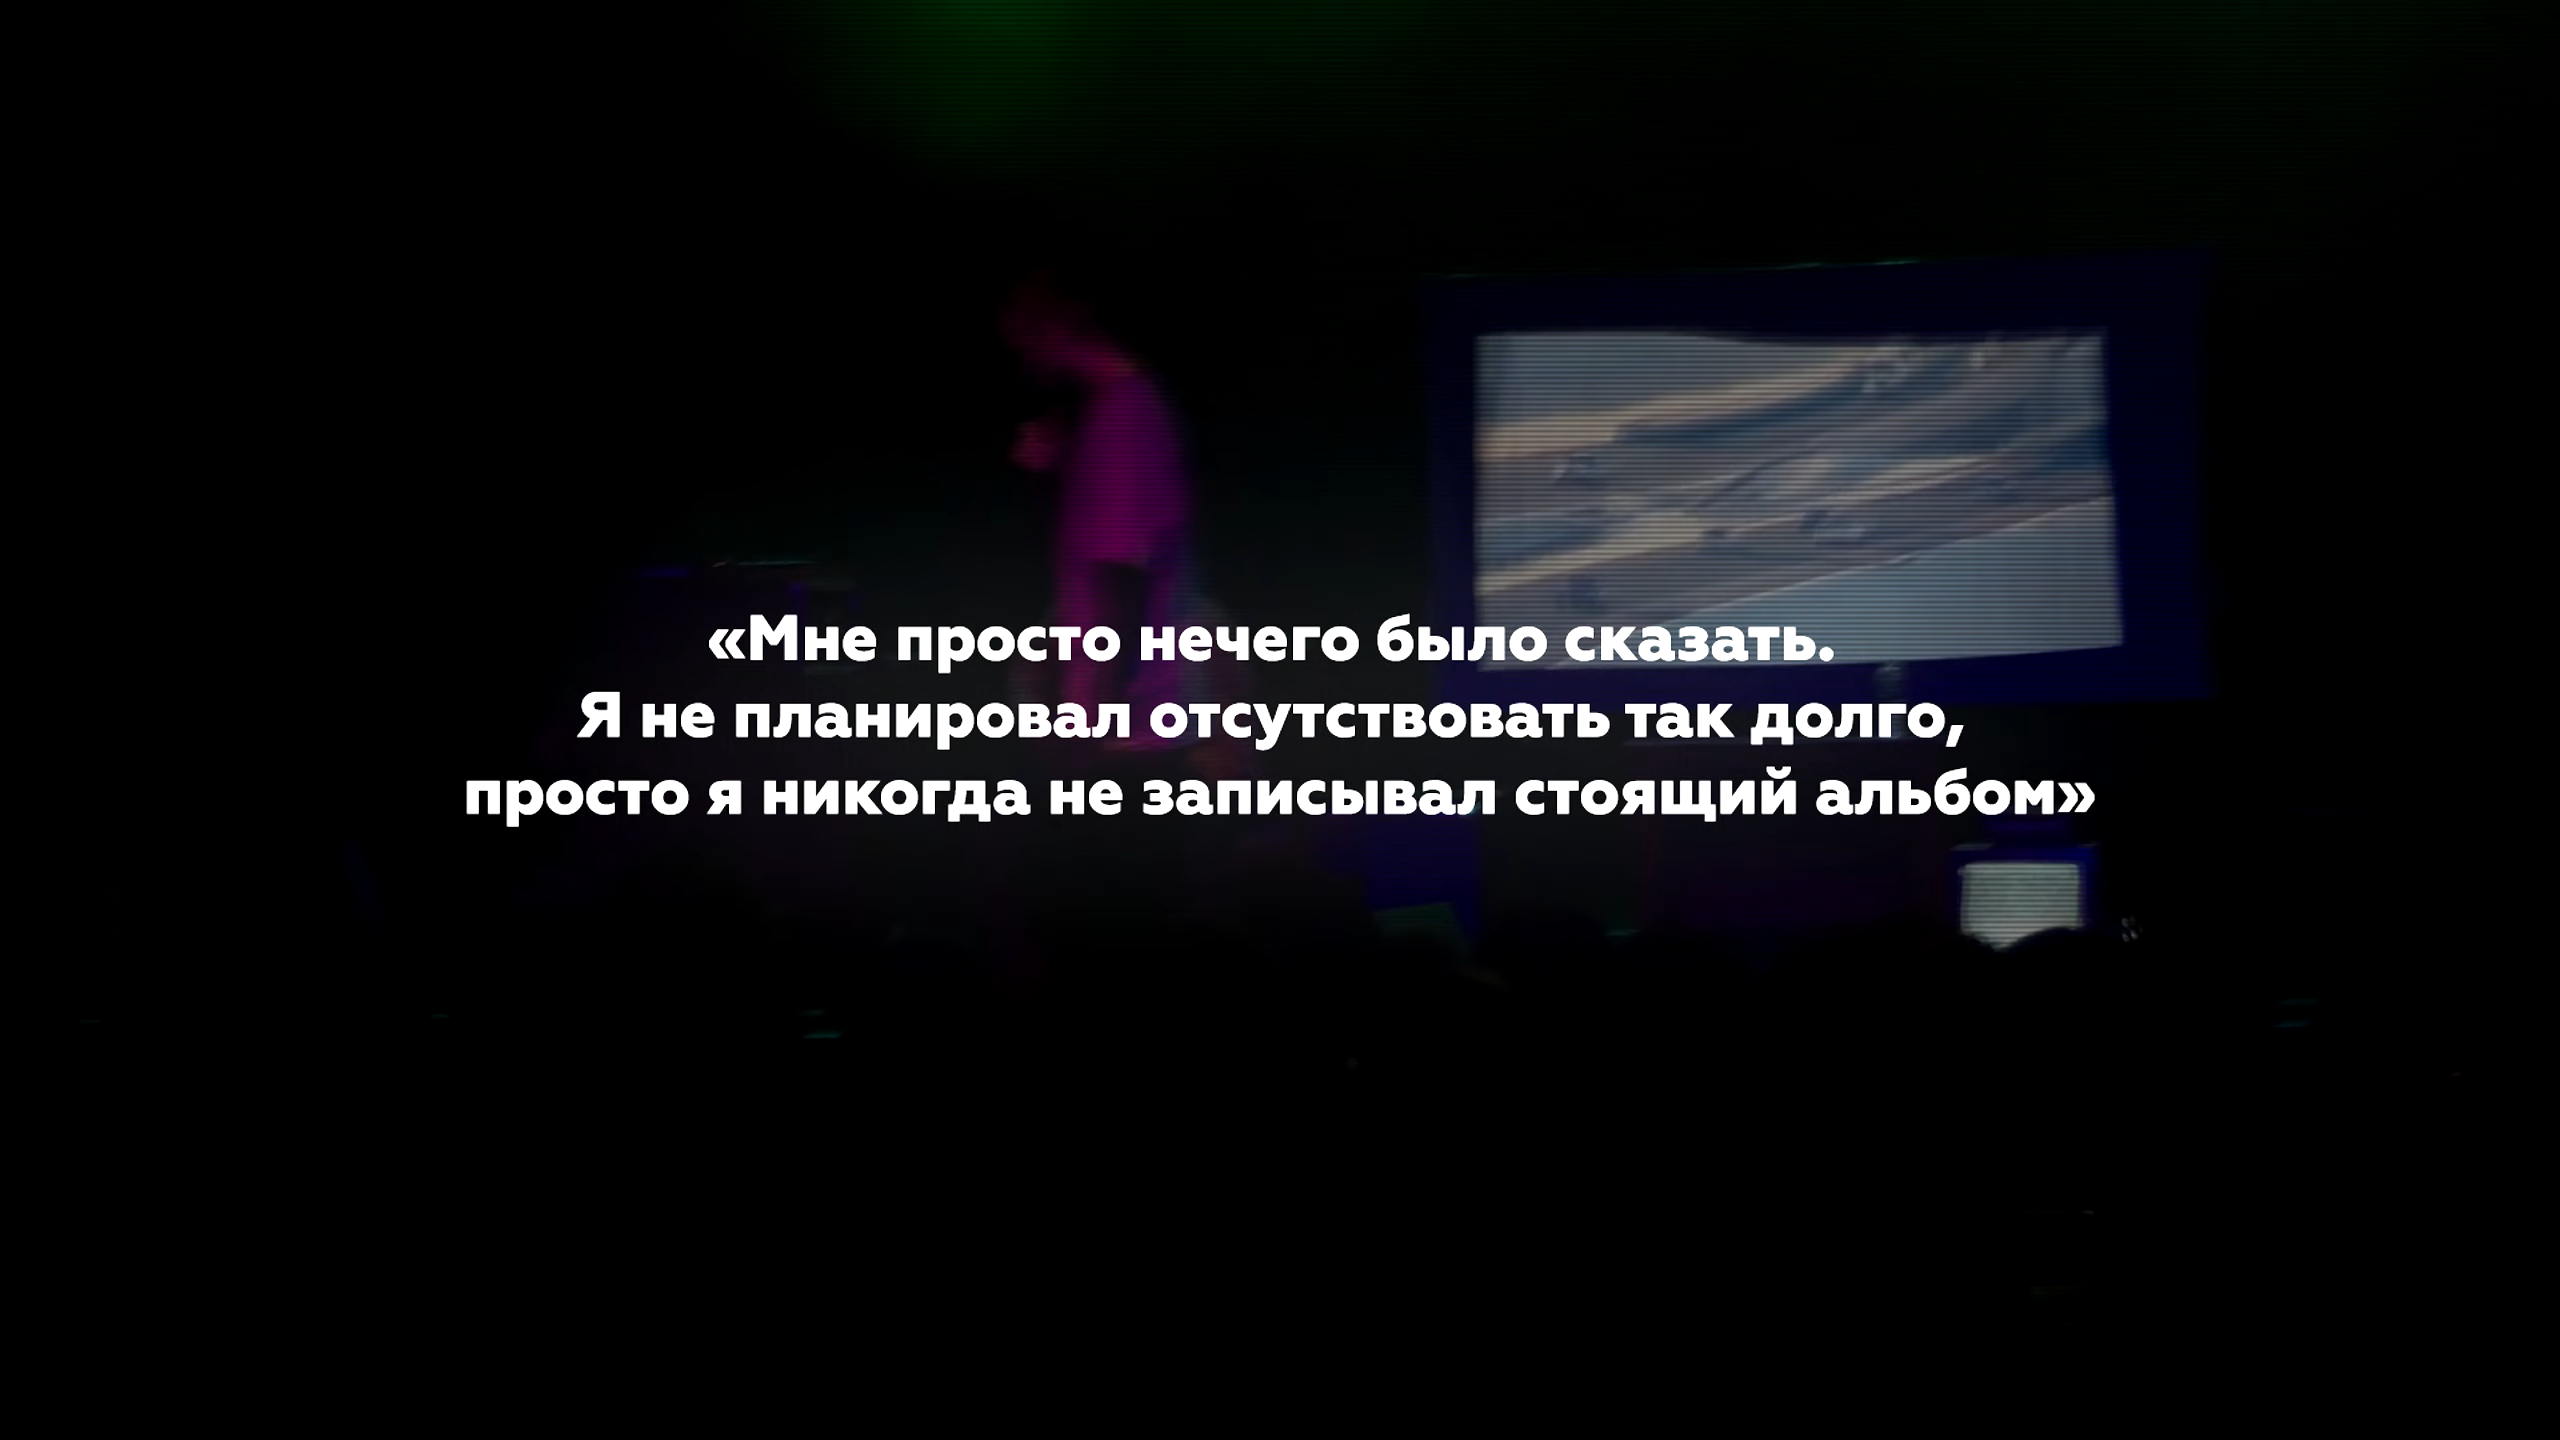 «Мне просто нечего было сказать.
Я не планировал отсутствовать так долго,
просто я никогда не записывал стоящий альбом»